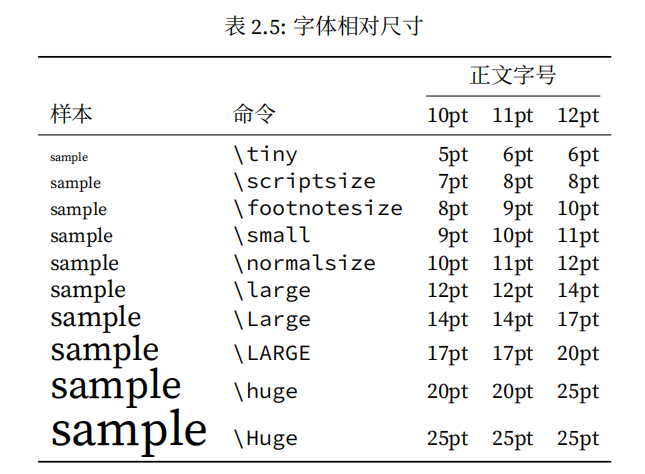 表 2.5: 字体相对尺寸
正文字号
样本 命令 10pt 11pt 12pt
sample \tiny 5pt 6pt 6pt
sample \scriptsize 7pt 8pt 8pt
sample \footnotesize 8pt 9pt 10pt
sample \small 9pt 10pt 11pt
sample \normalsize 10pt 11pt 12pt
sample \large 12pt 12pt 14pt
sample \Large 14pt 14pt 17pt
sample \LARGE 17pt 17pt 20pt
sample \huge 20pt 20pt 25pt
sample \Huge 25pt 25pt 25pt